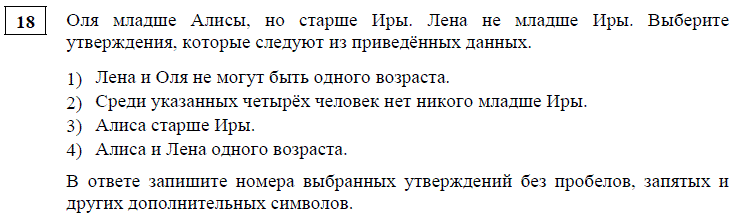 18 Оля младше Алисы, но старше Иры. Лена не младше Иры. Выберите
утверждения, которые следуют из приведённых данных.
1) Лена и Оля не могут быть одного возраста.
2) Среди указанных четырёх человек нет никого младше Иры.
3) Алиса старше Иры.
4) Алиса и Лена одного возраста.
В ответе запишите номера выбранных утверждений без пробелов, запятых и
других дополнительных символов.